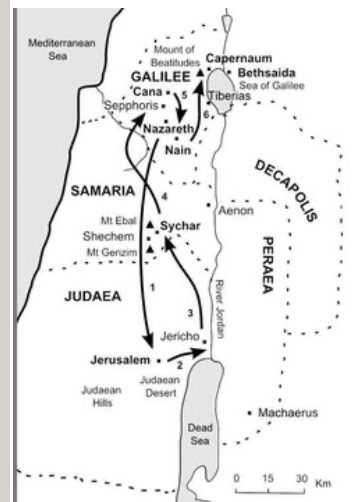 Mediterranean
Sea
Mount of
Beatitudes
Capernaum
GALILEE
Bethsaida
Cana
5
Sea of Galilee
Sepphoris
Tiberias
Nazareth
6
Nain
DECAPOLIS
SAMARIA
4
Aenon
Mt Ebal
Sychar
Shechem
Mt Gerizim
PERAEA
JUDAEA
1
3
River Jordan
Jericho
Jerusalem
2
Judaean
Hills
Judaean
Desert
Machaerus
Dead
Sea
0 15 30 Km